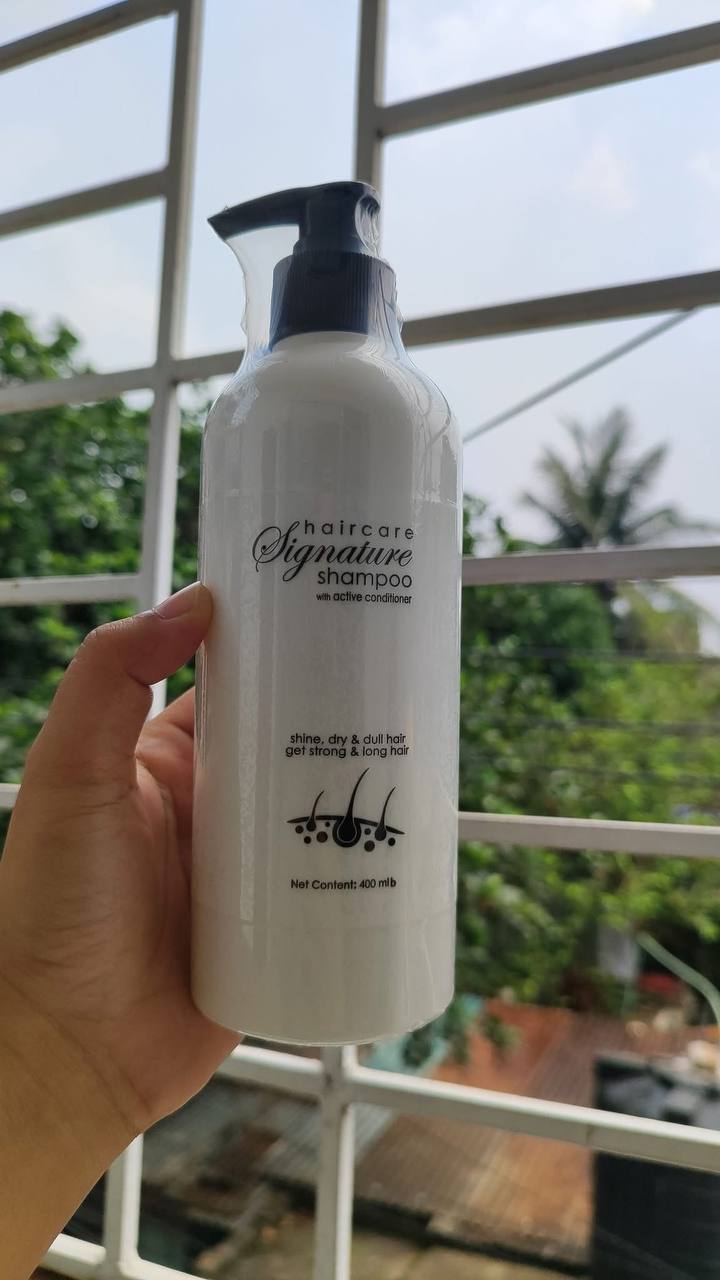 haircare
Signature
shampoo
with active conditioner
shine, dry & dull hair
get strong & long hair
Net Content: 400 mlb